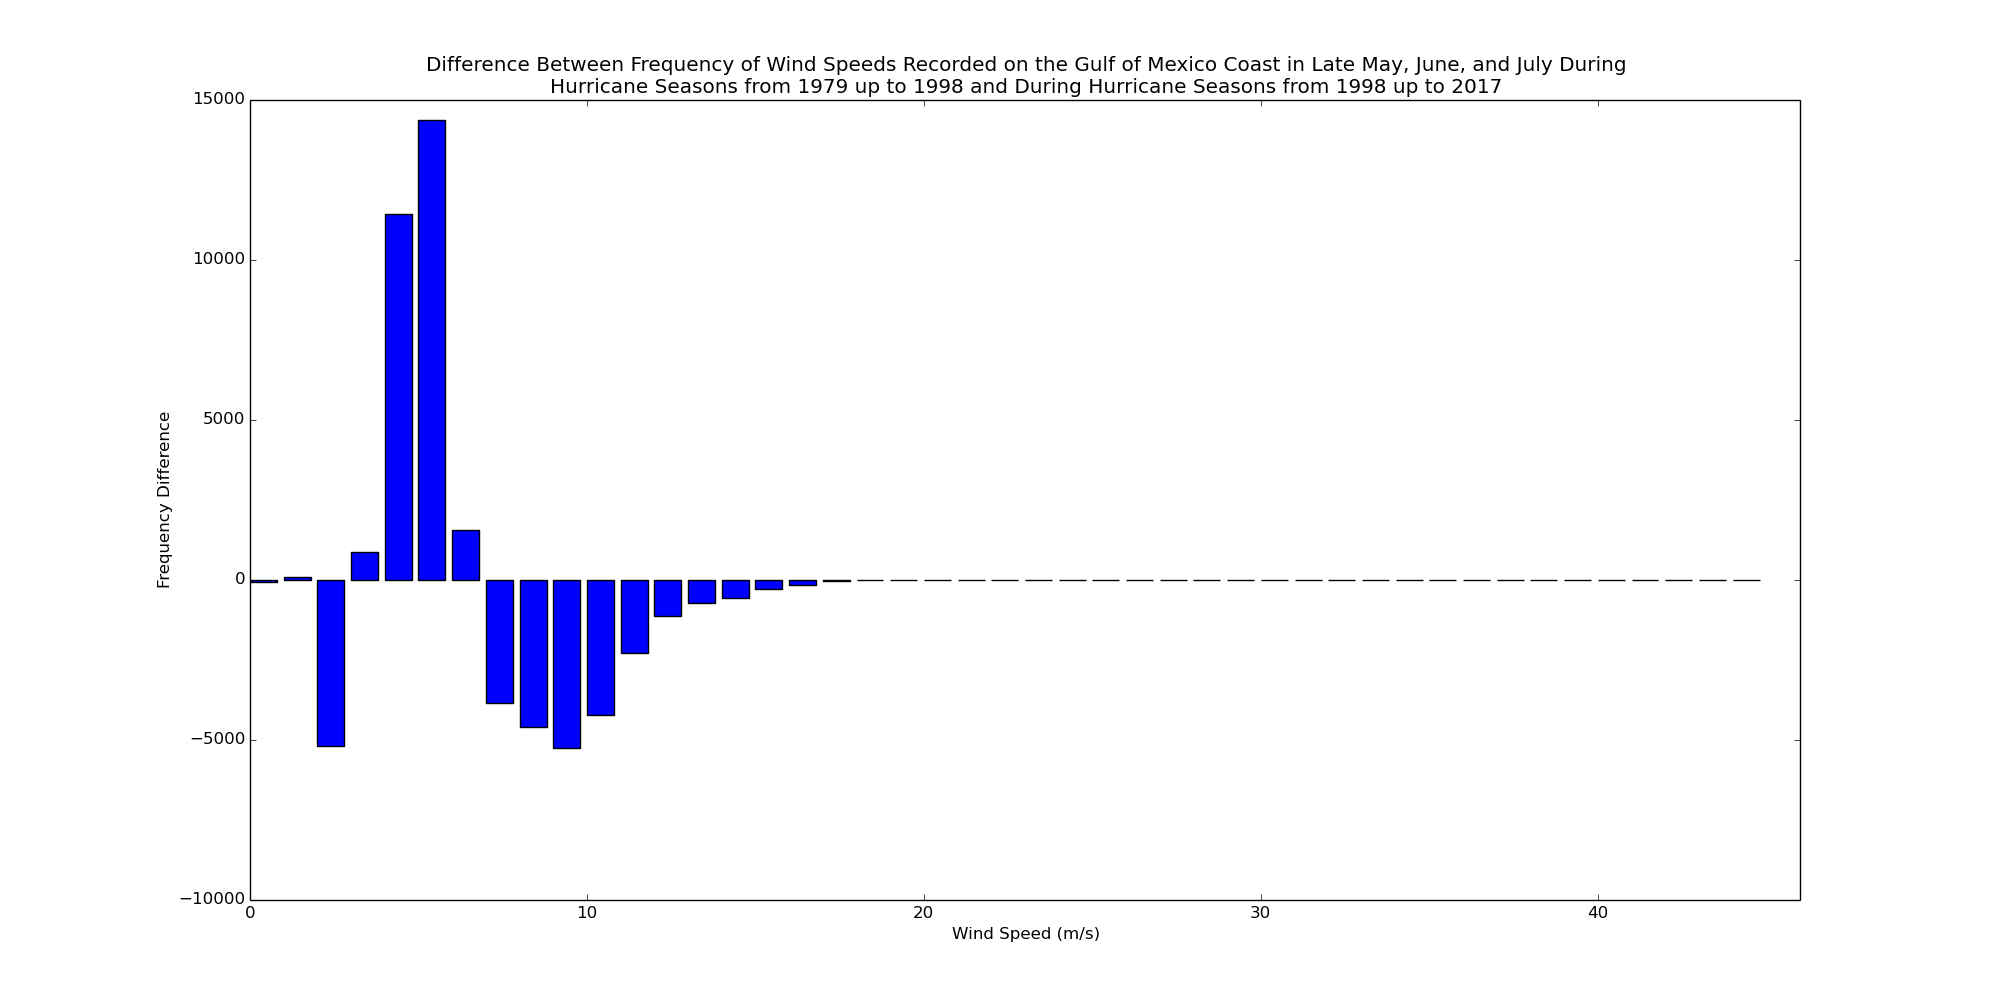 Difference Between Frequency of Wind Speeds Recorded on the Gulf of Mexico Coast in Late May, June, and July During
Hurricane Seasons from 1979 up to 1998 and During Hurricane Seasons from 1998 up to 2017
15000
10000
5000
0
−5000
−10000
Frequency Difference
0 10 20 30 40
Wind Speed (m/s)